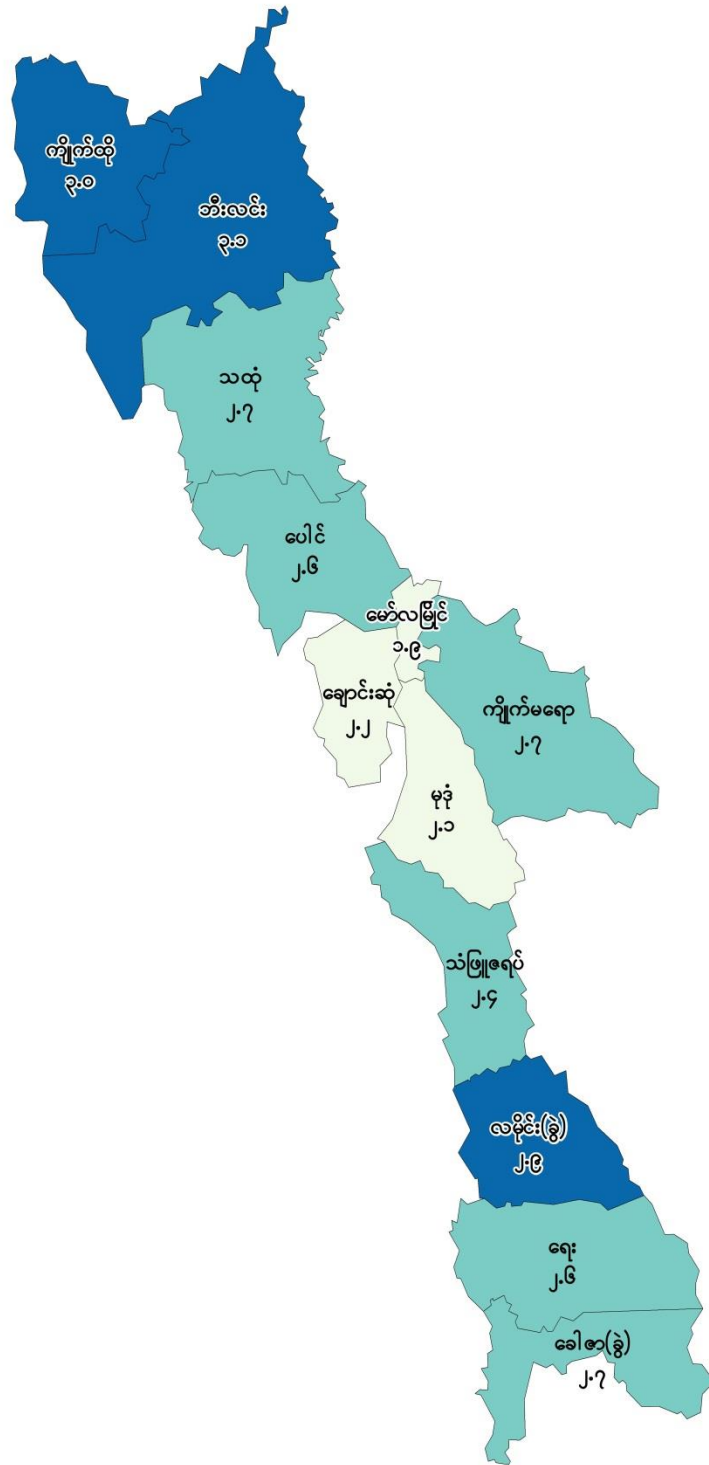 ကျိုက်ထို
၃.၀
ဘီးလင်း
၃.၁
သထုံ
၂.၇
ပေါင်
၂.၆
မော်လမြိုင်
၁.၉
ချောင်းဆုံ
၂.၂
ကျိုက်မရော
၂.၇
မုဒုံ
၂.၁
သံဖြူဇရပ်
၂.၄
လမိုင်း(ခွဲ)
၂.၉
ရေး
၂.၆
ခေါဇာ(ခွဲ)
၂.၇